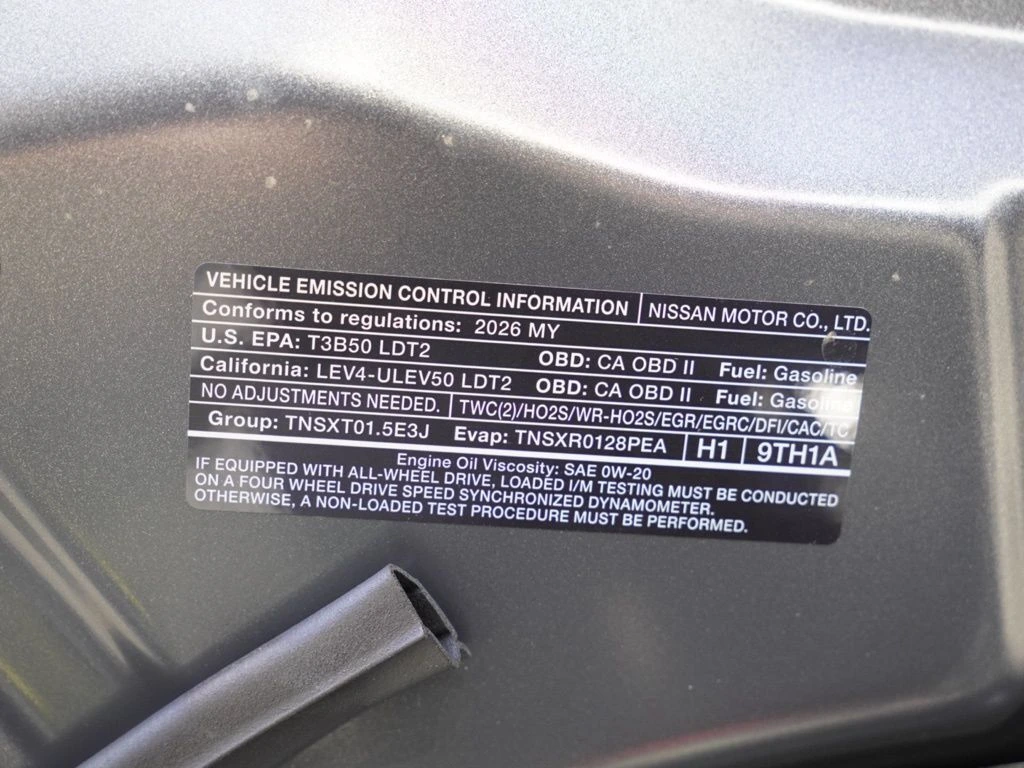 VEHICLE EMISSION CONTROL INFORMATION NISSAN MOTOR CO., LTD.
Conforms to regulations: 2026 MY
U.S. EPA: T3B50 LDT2 OBD: CA OBD II Fuel: Gasoline
California: LEV4-ULEV50 LDT2 OBD: CA OBD II Fuel: Gasoline
NO ADJUSTMENTS NEEDED. TWC(2)/HO2S/WR-HO2S/EGR/EGRC/DFI/CAC/TC
Group: TNSXT01.5E3J Evap: TNSXR0128PEA H1 9TH1A
Engine Oil Viscosity: SAE 0W-20
IF EQUIPPED WITH ALL-WHEEL DRIVE, LOADED I/M TESTING MUST BE CONDUCTED
ON A FOUR WHEEL DRIVE SPEED SYNCHRONIZED DYNAMOMETER.
OTHERWISE, A NON-LOADED TEST PROCEDURE MUST BE PERFORMED.